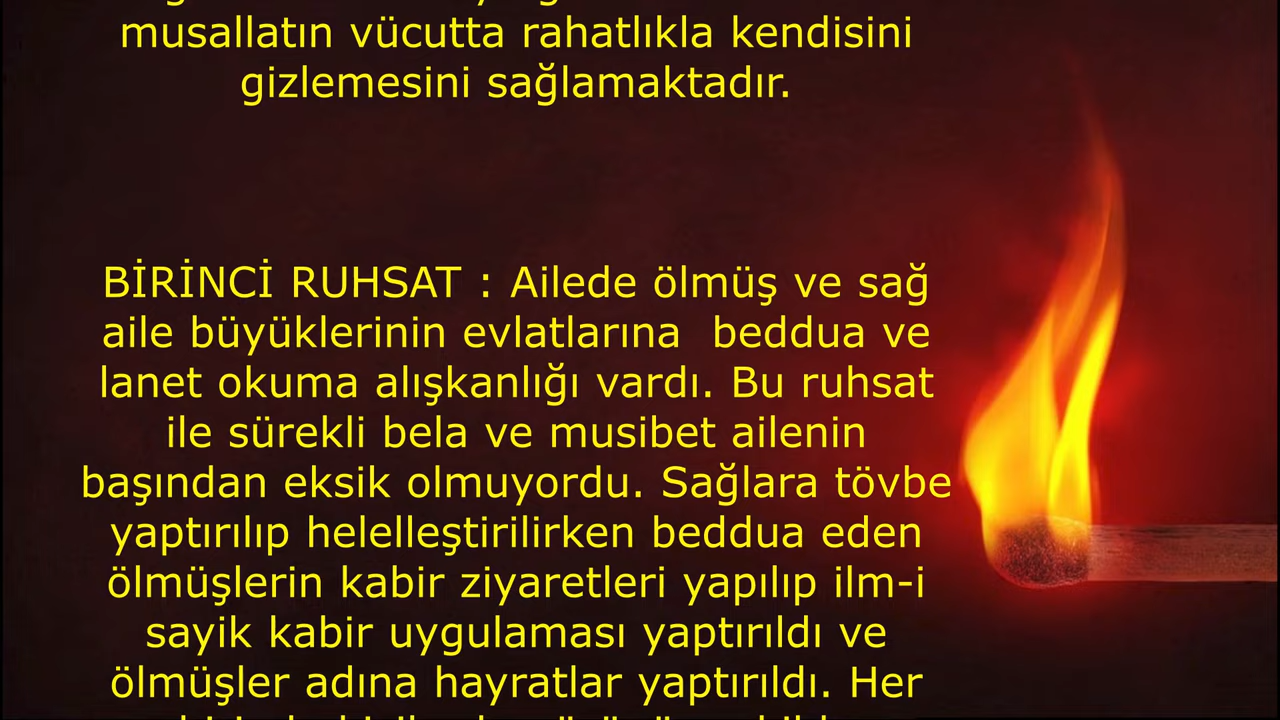 musallatın vücutta rahatlıkla kendisini
gizlemesini sağlamaktadır.
BİRİNCİ RUHSAT : Ailede ölmüş ve sağ
aile büyüklerinin evlatlarına  beddua ve
lanet okuma alışkanlığı vardı. Bu ruhsat
ile sürekli bela ve musibet ailenin
başından eksik olmuyordu. Sağlara tövbe
yaptırılıp helelleştirilirken beddua eden
ölmüşlerin kabir ziyaretleri yapılıp ilm-i
sayik kabir uygulaması yaptırıldı ve
ölmüşler adına hayratlar yaptırıldı. Her